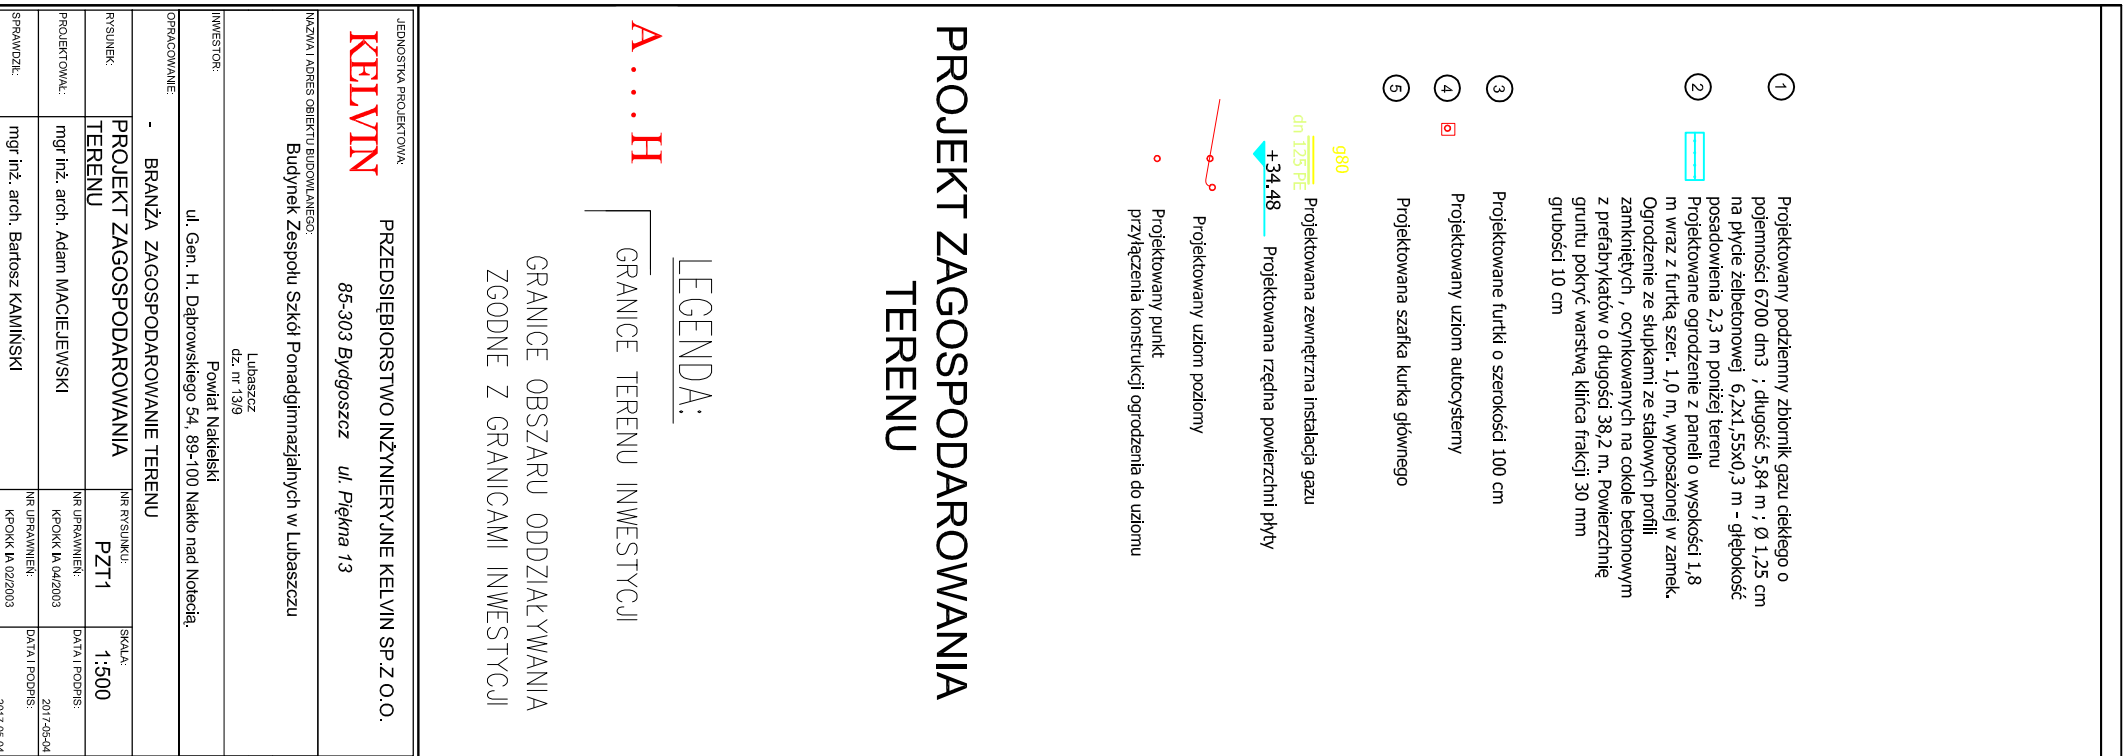 1
Projektowany podziemny zbiornik gazu ciekłego o
pojemności 6700 dm3 ; długość 5,84 m ; Ø 1,25 cm
na płycie żelbetonowej 6,2x1,55x0,3 m - głębokość
posadowienia 2,3 m poniżej terenu
2
Projektowane ogrodzenie z paneli o wysokości 1,8
m wraz z furtką szer. 1,0 m, wyposażonej w zamek.
Ogrodzenie ze słupkami ze stalowych profili
zamkniętych , ocynkowanych na cokole betonowym
z prefabrykatów o długości 38,2 m. Powierzchnię
gruntu pokryć warstwą klińca frakcji 30 mm
grubości 10 cm
3
Projektowane furtki o szerokości 100 cm
4
Projektowany uziom autocysterny
5
Projektowana szafka kurka głównego
g80
dn 125 PE
Projektowana zewnętrzna instalacja gazu
+34.48
Projektowana rzędna powierzchni płyty
Projektowany uziom poziomy
Projektowany punkt
przyłączenia konstrukcji ogrodzenia do uziomu
PROJEKT ZAGOSPODAROWANIA
TERENU
LEGENDA:
A . . . H
GRANICE TERENU INWESTYCJI
GRANICE OBSZARU ODDZIAŁYWANIA
ZGODNE Z GRANICAMI INWESTYCJI
JEDNOSTKA PROJEKTOWA:
KELVIN
PRZEDSIĘBIORSTWO INŻYNIERYJNE KELVIN SP.Z O.O.
85-303 Bydgoszcz ul. Piękna 13
NAZWA I ADRES OBIEKTU BUDOWLANEGO:
Budynek Zespołu Szkół Ponadgimnazjalnych w Lubaszczu
Lubaszcz
dz. nr 13/9
INWESTOR:
Powiat Nakielski
ul. Gen. H. Dąbrowskiego 54, 89-100 Nakło nad Notecią.
OPRACOWANIE:
- BRANŻA ZAGOSPODAROWANIE TERENU
RYSUNEK:
PROJEKT ZAGOSPODAROWANIA
TERENU
NR RYSUNKU:
PZT1
SKALA:
1:500
PROJEKTOWAŁ:
mgr inż. arch. Adam MACIEJEWSKI
NR UPRAWNIEŃ:
KPOKK IA 04/2003
DATA I PODPIS:
2017-05-04
SPRAWDZIŁ:
mgr inż. arch. Bartosz KAMIŃSKI
NR UPRAWNIEŃ:
KPOKK IA 02/2003
DATA I PODPIS:
2017-05-04